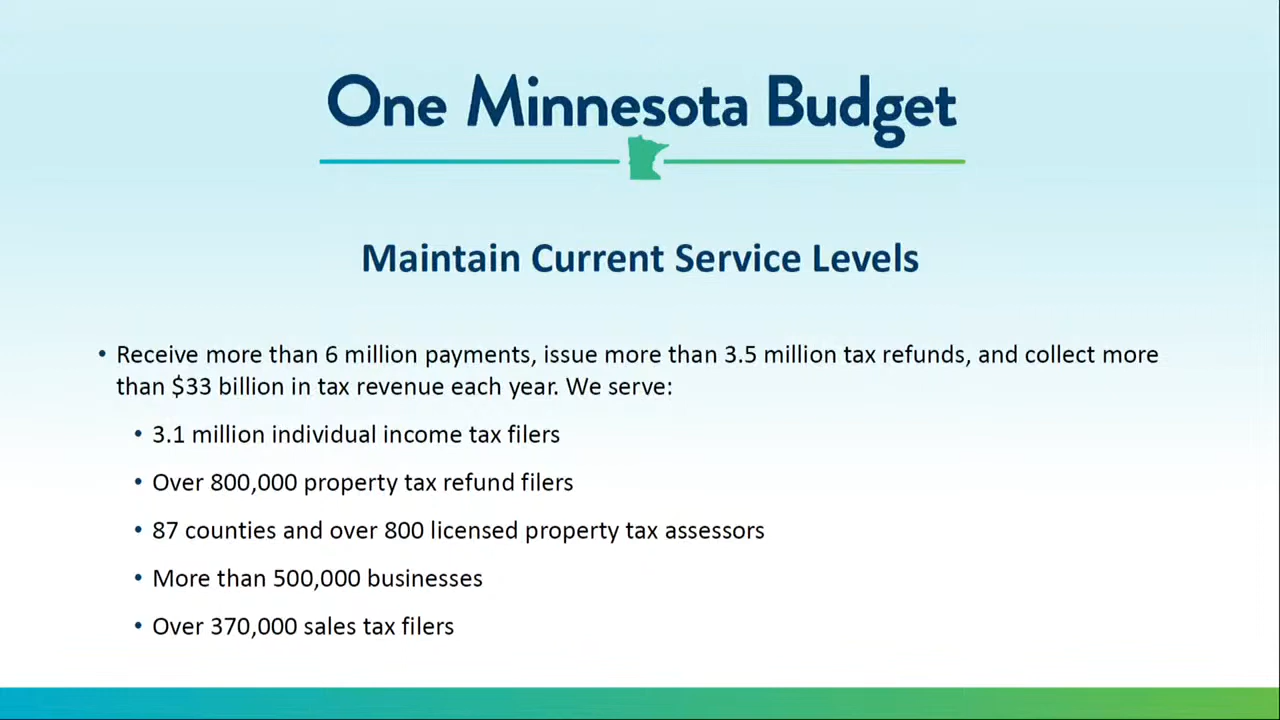 One Minnesota Budget
Maintain Current Service Levels
• Receive more than 6 million payments, issue more than 3.5 million tax refunds, and collect more
than $33 billion in tax revenue each year. We serve:
• 3.1 million individual income tax filers
• Over 800,000 property tax refund filers
• 87 counties and over 800 licensed property tax assessors
• More than 500,000 businesses
• Over 370,000 sales tax filers